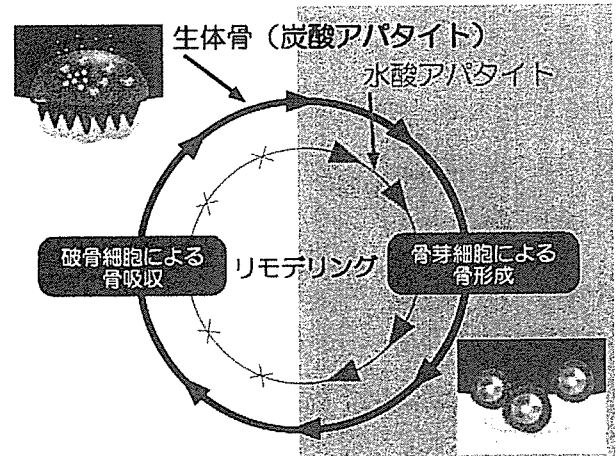 生体骨（炭酸アパタイト）
水酸アパタイト
破骨細胞による
骨吸収
リモデリング
骨芽細胞による
骨形成